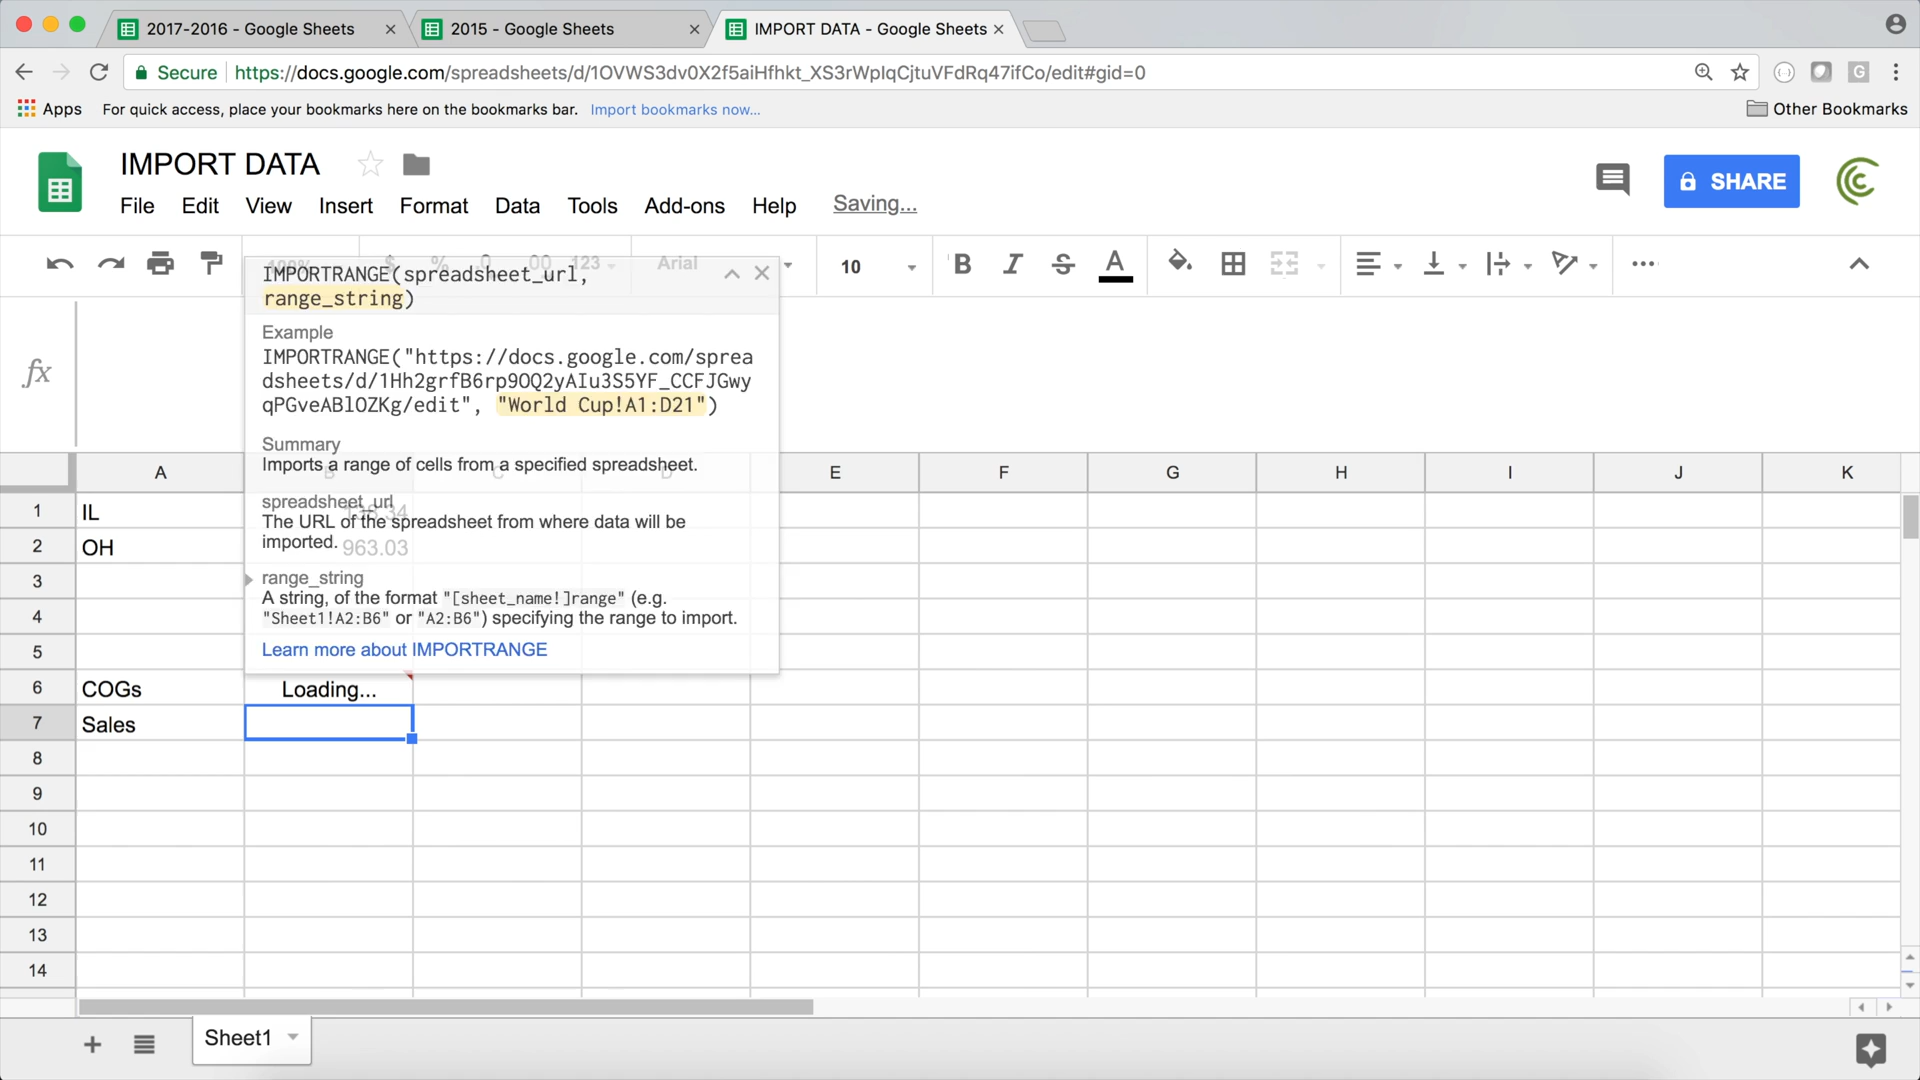 2017-2016 - Google Sheets
2015 - Google Sheets
IMPORT DATA - Google Sheets
Secure
https://docs.google.com/spreadsheets/d/1OVWS3dv0X2f5aiHfhkt_XS3rWpIqCjtuVFdRq47ifCo/edit#gid=0
Apps
For quick access, place your bookmarks here on the bookmarks bar. Import bookmarks now...
Other Bookmarks
IMPORT DATA
SHARE
File Edit View Insert Format Data Tools Add-ons Help Saving...
100% $ % .0 .00 123 Arial 10 B I S A
IMPORTRANGE(spreadsheet_url,
range_string)
Example
IMPORTRANGE("https://docs.google.com/sprea
dsheets/d/1Hh2grfB6rp9OQ2yAIu3S5YF_CCFJGwy
qPGveABlOZKg/edit", "World Cup!A1:D21")
Summary
Imports a range of cells from a specified spreadsheet.
spreadsheet_url
The URL of the spreadsheet from where data will be
imported.
range_string
A string, of the format "[sheet_name!]range" (e.g.
"Sheet1!A2:B6" or "A2:B6") specifying the range to import.
Learn more about IMPORTRANGE
fx
A B C D E F G H I J K
1 IL
2 OH 963.03
3
4
5
6 COGs Loading...
7 Sales
8
9
10
11
12
13
14
Sheet1